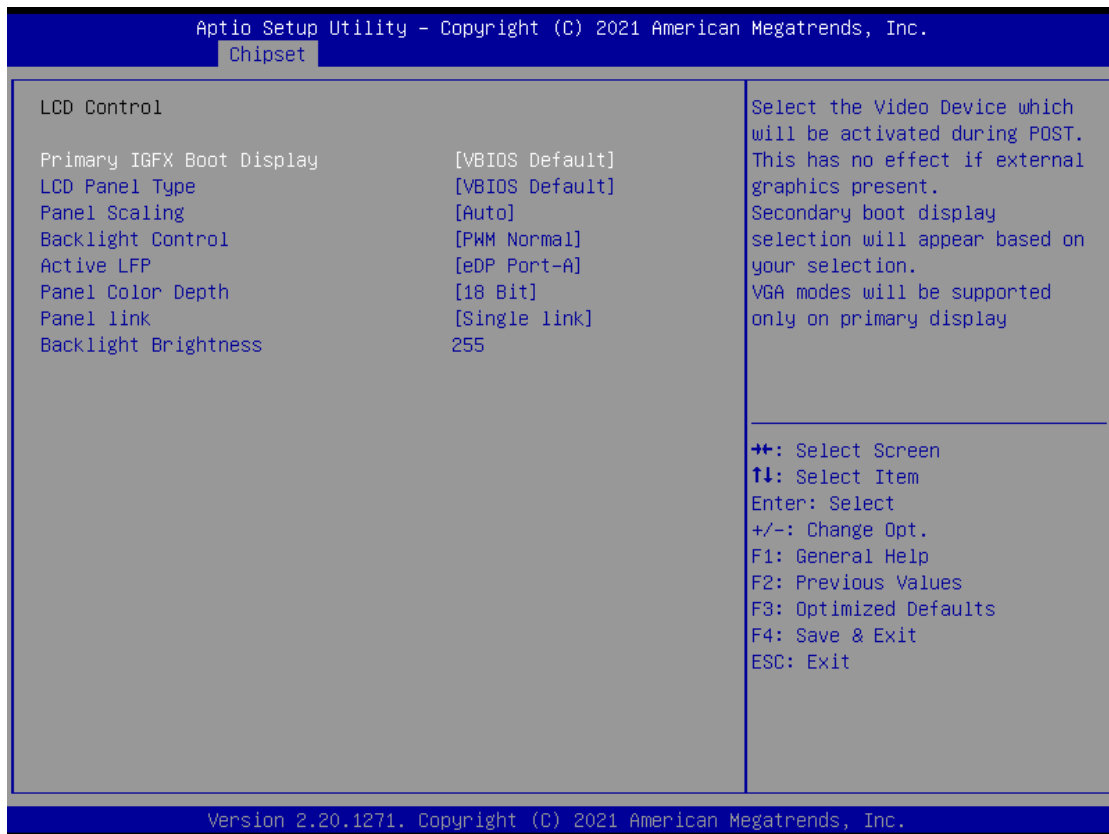 Aptio Setup Utility – Copyright (C) 2021 American Megatrends, Inc.
Chipset
LCD Control
Primary IGFX Boot Display [VBIOS Default]
LCD Panel Type [VBIOS Default]
Panel Scaling [Auto]
Backlight Control [PWM Normal]
Active LFP [eDP Port-A]
Panel Color Depth [18 Bit]
Panel link [Single link]
Backlight Brightness 255
Select the Video Device which
will be activated during POST.
This has no effect if external
graphics present.
Secondary boot display
selection will appear based on
your selection.
VGA modes will be supported
only on primary display
→←: Select Screen
↑↓: Select Item
Enter: Select
+/-: Change Opt.
F1: General Help
F2: Previous Values
F3: Optimized Defaults
F4: Save & Exit
ESC: Exit
Version 2.20.1271. Copyright (C) 2021 American Megatrends, Inc.